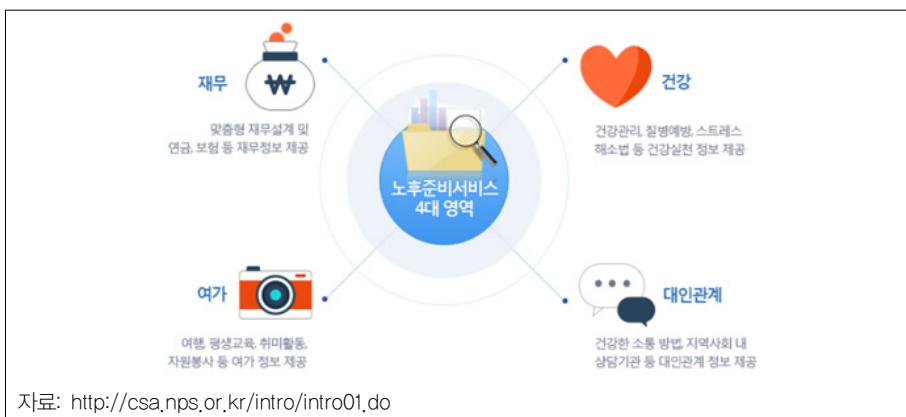 재무
맞춤형 재무설계 및
연금, 보험 등 재무정보 제공
건강
건강관리, 질병예방, 스트레스
해소법 등 건강실천 정보 제공
노후준비서비스
4대 영역
여가
여행, 평생교육, 취미활동,
자원봉사 등 여가 정보 제공
대인관계
건강한 소통 방법, 지역사회 내
상담기관 등 대인관계 정보 제공
자료: http://csa.nps.or.kr/intro/intro01.do